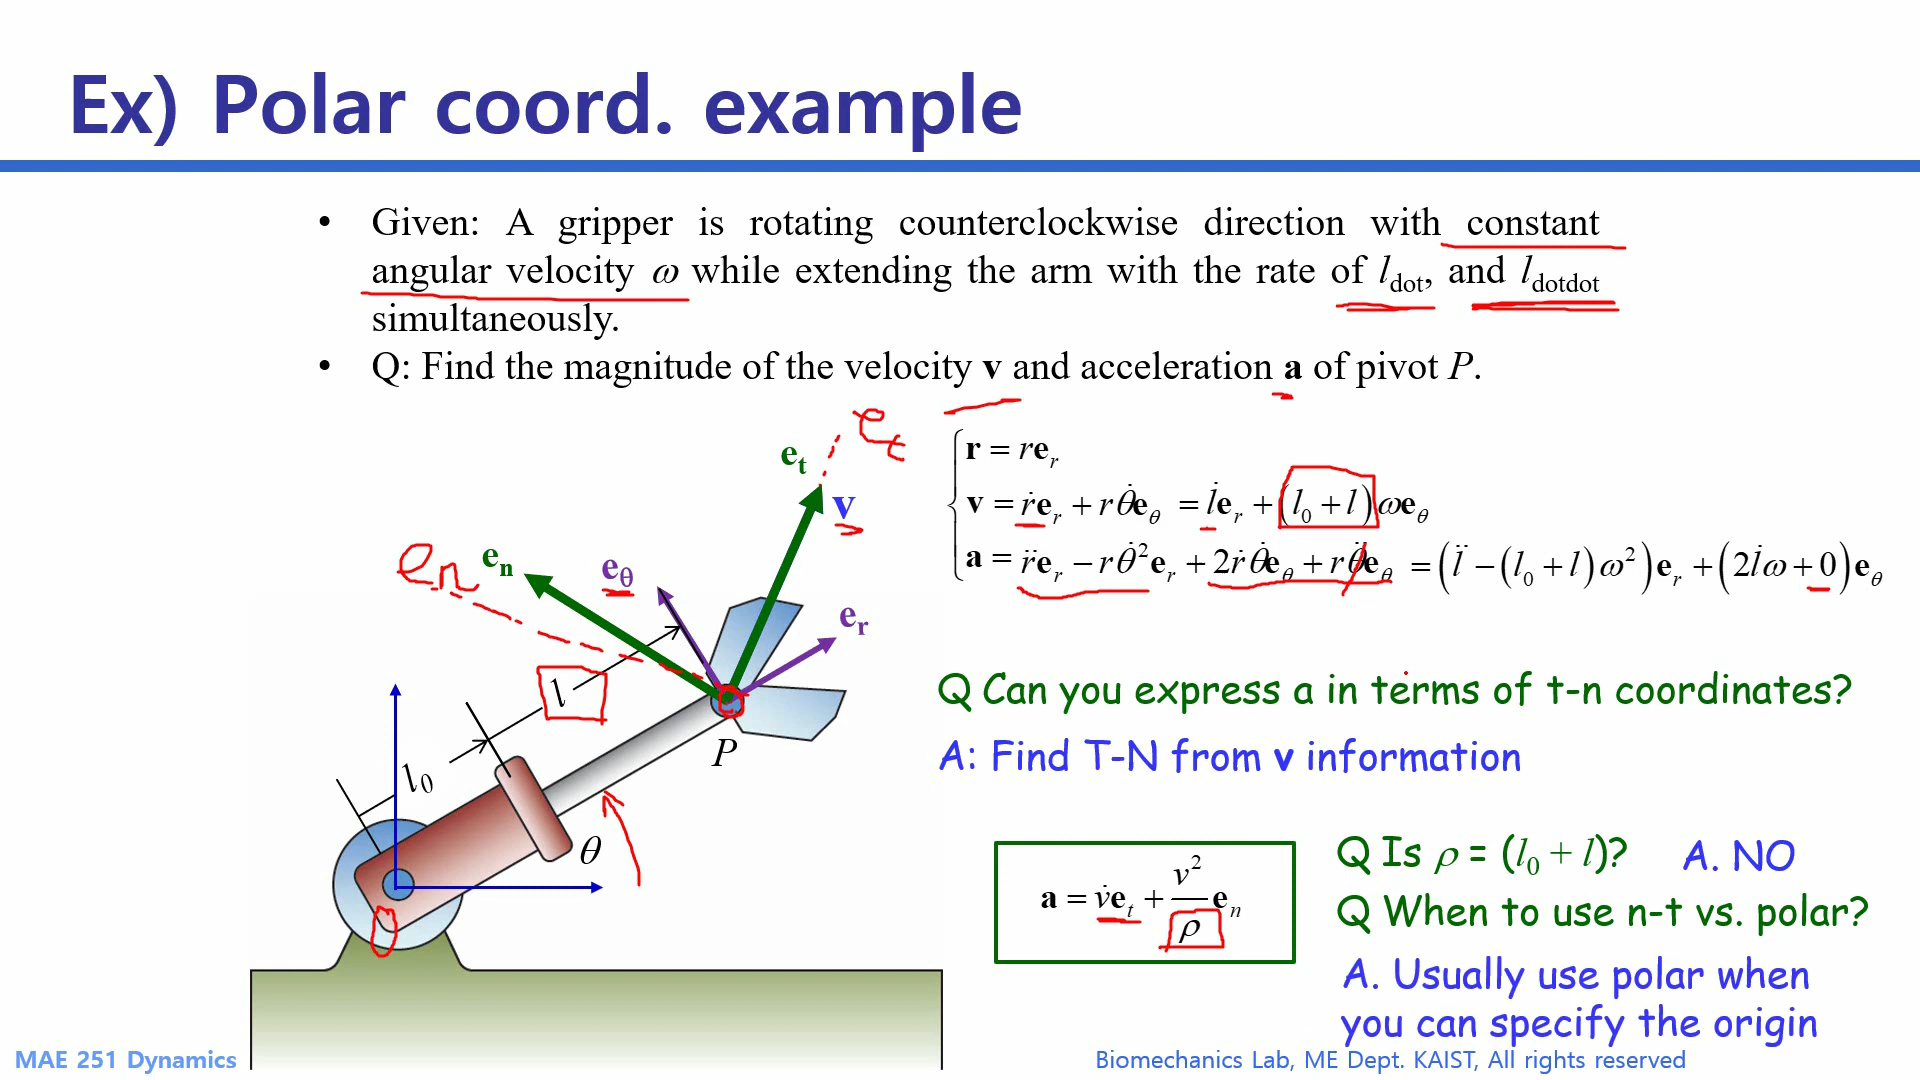 Ex) Polar coord. example
• Given: A gripper is rotating counterclockwise direction with constant
angular velocity ω while extending the arm with the rate of l_dot, and l_dotdot
simultaneously.
• Q: Find the magnitude of the velocity v and acceleration a of pivot P.
e_t
e_t
v
e_n
e_n
e_θ
e_r
l
l_0
P
θ
r = re_r
v = ṙe_r + rθ̇e_θ = l̇e_r + (l_0 + l)ωe_θ
a = r̈e_r − rθ̇²e_r + 2ṙθ̇e_θ + rθ̈e_θ = (l̈ − (l_0 + l)ω²)e_r + (2l̇ω + 0)e_θ
Q Can you express a in terms of t-n coordinates?
A: Find T-N from v information
a = v̇e_t + v²/ρ e_n
Q Is ρ = (l_0 + l)? A. NO
Q When to use n-t vs. polar?
A. Usually use polar when
you can specify the origin
MAE 251 Dynamics
Biomechanics Lab, ME Dept. KAIST, All rights reserved